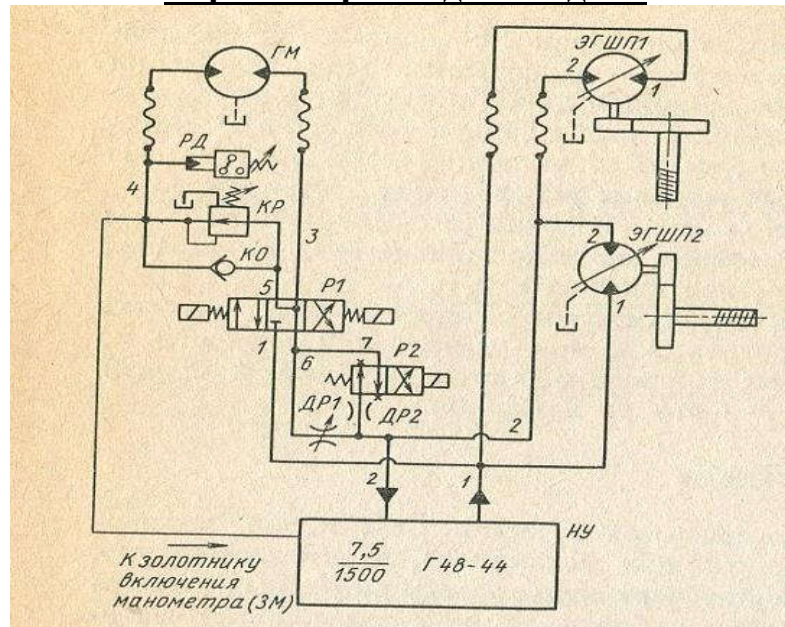 ГМ
ЭГШП1
2
1
РД
4
КР
3
2
ЭГШП2
КО
1
5
Р1
1
6
7
Р2
ДР1
ДР2
2
2
1
НУ
7,5
1500
Г48-44
К золотнику
включения
манометра (ЗМ)